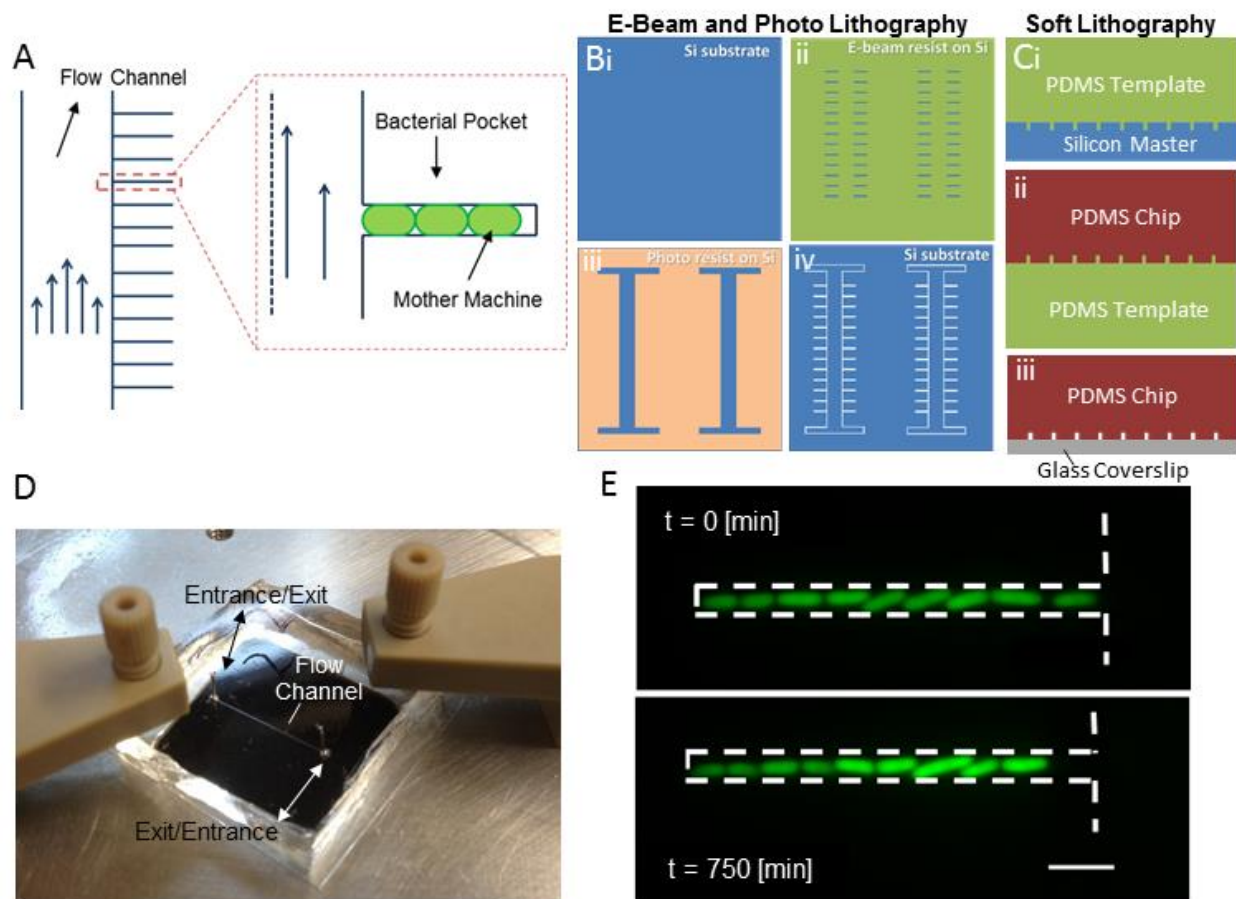 E-Beam and Photo Lithography
Soft Lithography
A
Flow Channel
Bacterial Pocket
Mother Machine
Bi
Si substrate
ii
E-beam resist on Si
iii
Photo resist on Si
iv
Si substrate
Ci
PDMS Template
Silicon Master
ii
PDMS Chip
PDMS Template
iii
PDMS Chip
Glass Coverslip
D
Entrance/Exit
Flow
Channel
Exit/Entrance
E
t = 0 [min]
t = 750 [min]